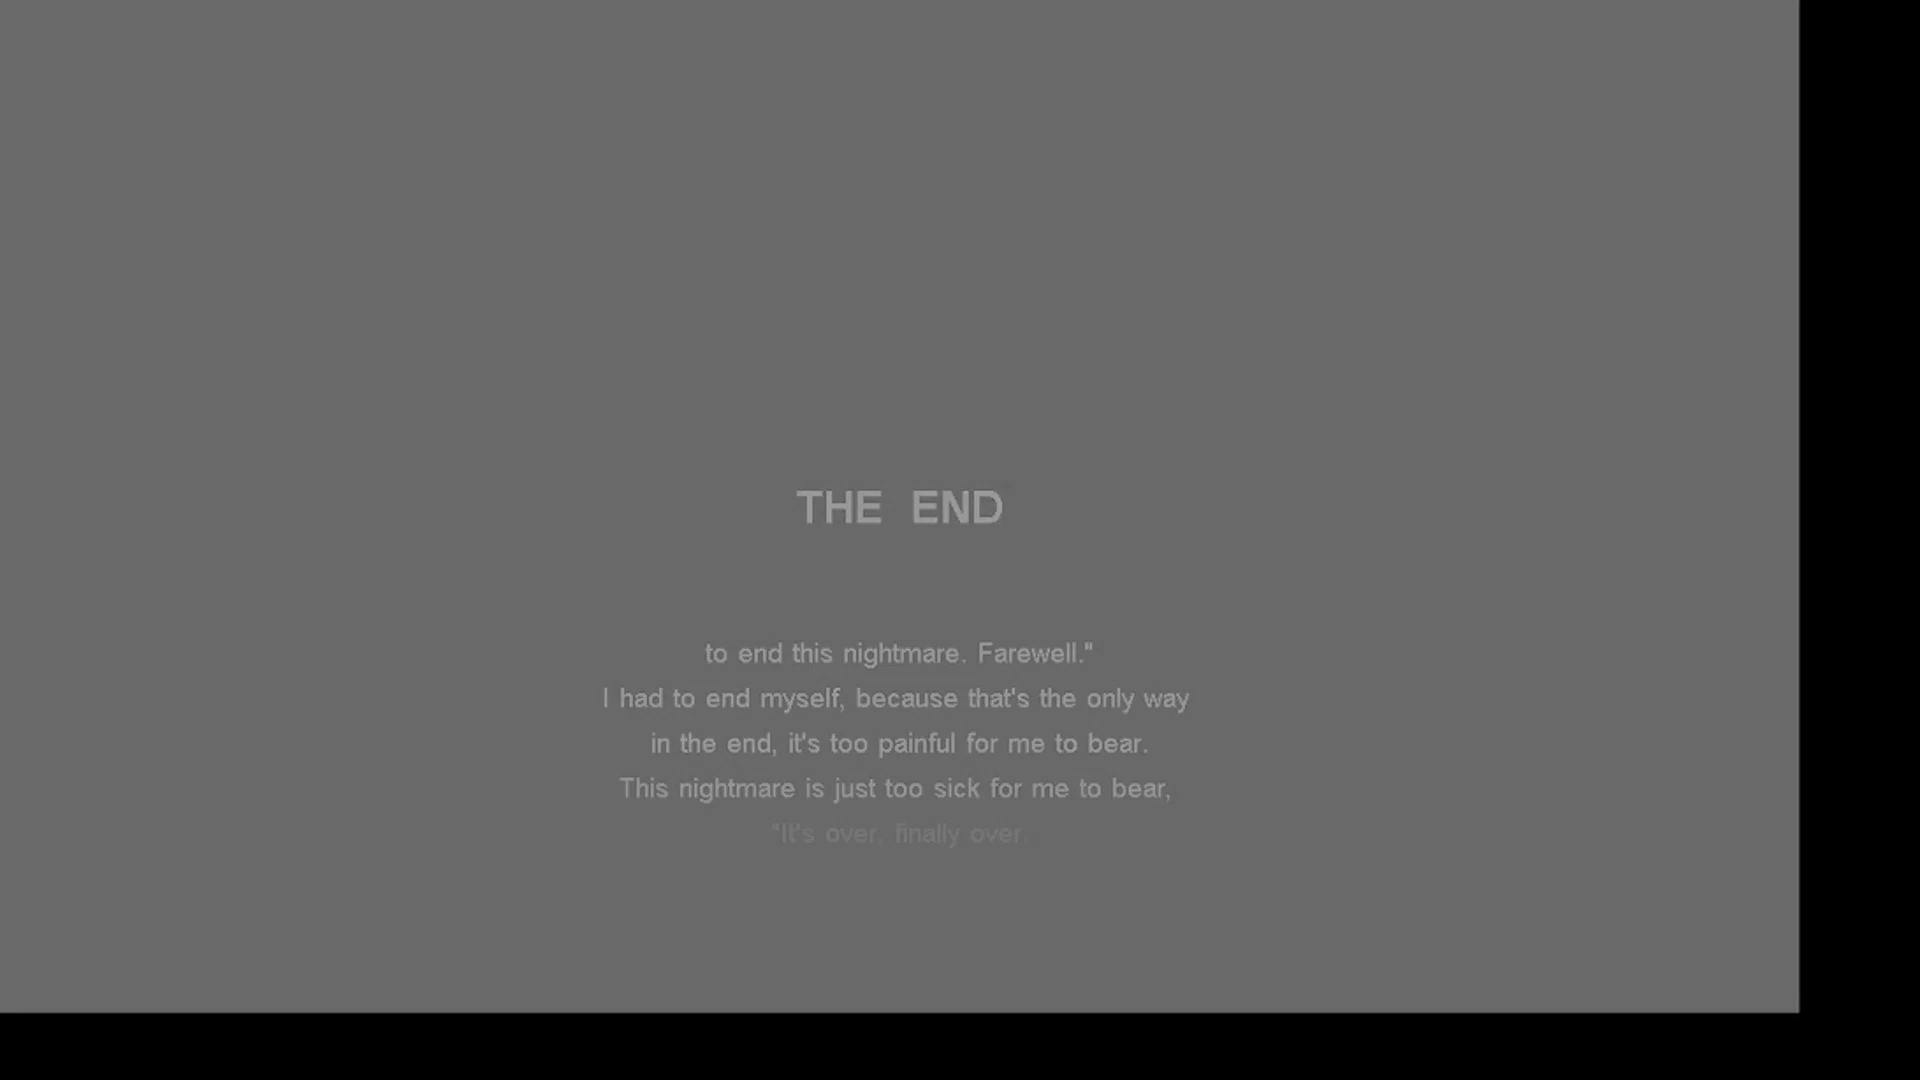 THE END
to end this nightmare. Farewell."
I had to end myself, because that's the only way
in the end, it's too painful for me to bear.
This nightmare is just too sick for me to bear,
"It's over, finally over.